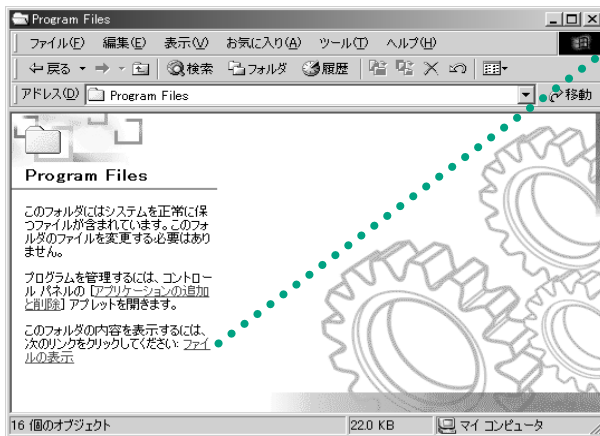 Program Files
ファイル(F) 編集(E) 表示(V) お気に入り(A) ツール(T) ヘルプ(H)
戻る 検索 フォルダ 履歴
アドレス(D) Program Files 移動
Program Files
このフォルダにはシステムを正常に保
つファイルが含まれています。このフォ
ルダのファイルを変更する必要はあり
ません。
プログラムを管理するには、コントロー
ル パネルの [アプリケーションの追加
と削除] アプレットを開きます。
このフォルダの内容を表示するには、
次のリンクをクリックしてください: ファイ
ルの表示
16 個のオブジェクト 22.0 KB マイ コンピュータ